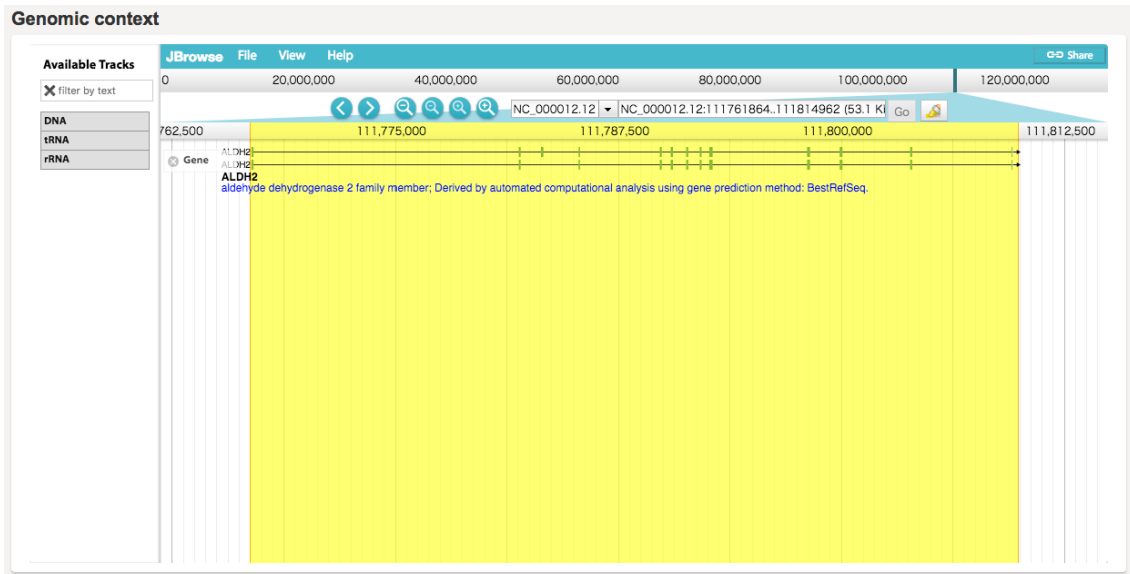 Genomic context
Available Tracks
filter by text
DNA
tRNA
rRNA
JBrowse File View Help Share
0 20,000,000 40,000,000 60,000,000 80,000,000 100,000,000 120,000,000
NC_000012.12 NC_000012.12:111761864..111814962 (53.1 Ki Go
762,500 111,775,000 111,787,500 111,800,000 111,812,500
Gene
ALDH2
ALDH2
ALDH2
aldehyde dehydrogenase 2 family member; Derived by automated computational analysis using gene prediction method: BestRefSeq.